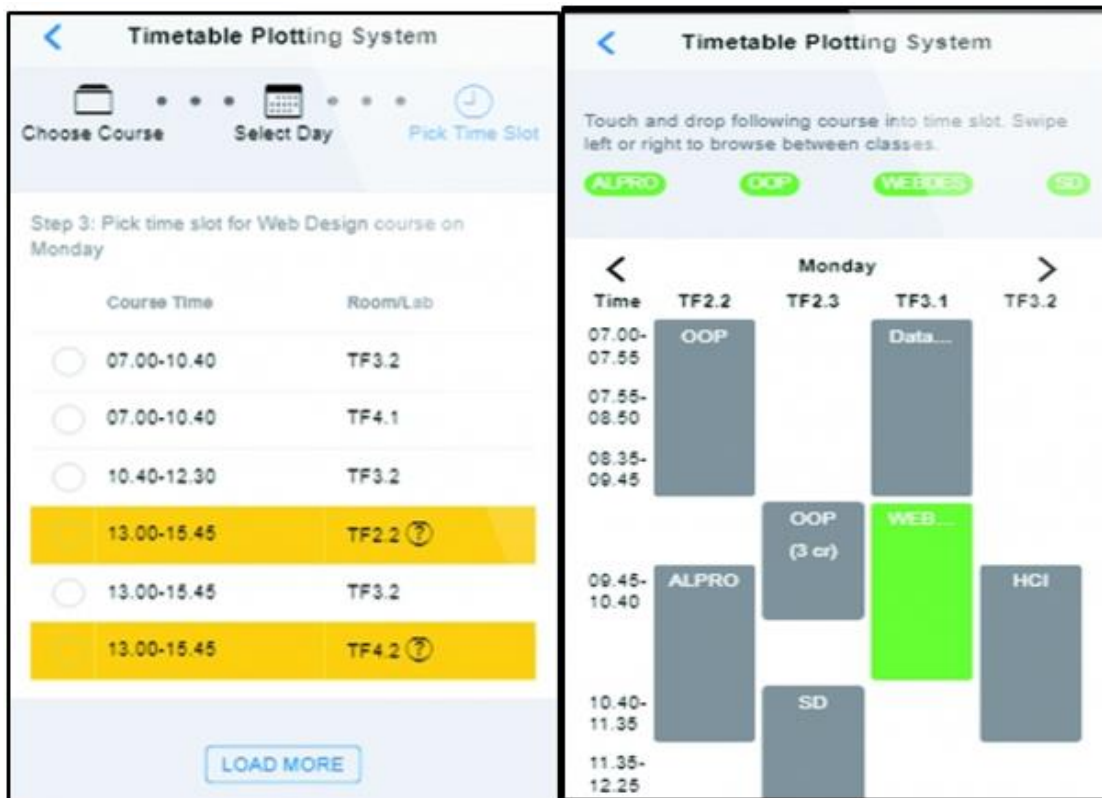 Timetable Plotting System
Choose Course Select Day Pick Time Slot
Step 3: Pick time slot for Web Design course on
Monday
Course Time Room/Lab
07.00-10.40 TF3.2
07.00-10.40 TF4.1
10.40-12.30 TF3.2
13.00-15.45 TF2.2 ?
13.00-15.45 TF3.2
13.00-15.45 TF4.2 ?
LOAD MORE
Timetable Plotting System
Touch and drop following course into time slot. Swipe
left or right to browse between classes.
ALPRO OOP WEBDES SD
< Monday >
Time TF2.2 TF2.3 TF3.1 TF3.2
07.00- OOP Data...
07.55
07.55-
08.50
08.35-
09.45
OOP WEB...
(3 cr)
09.45- ALPRO HCI
10.40
10.40- SD
11.35
11.35-
12.25